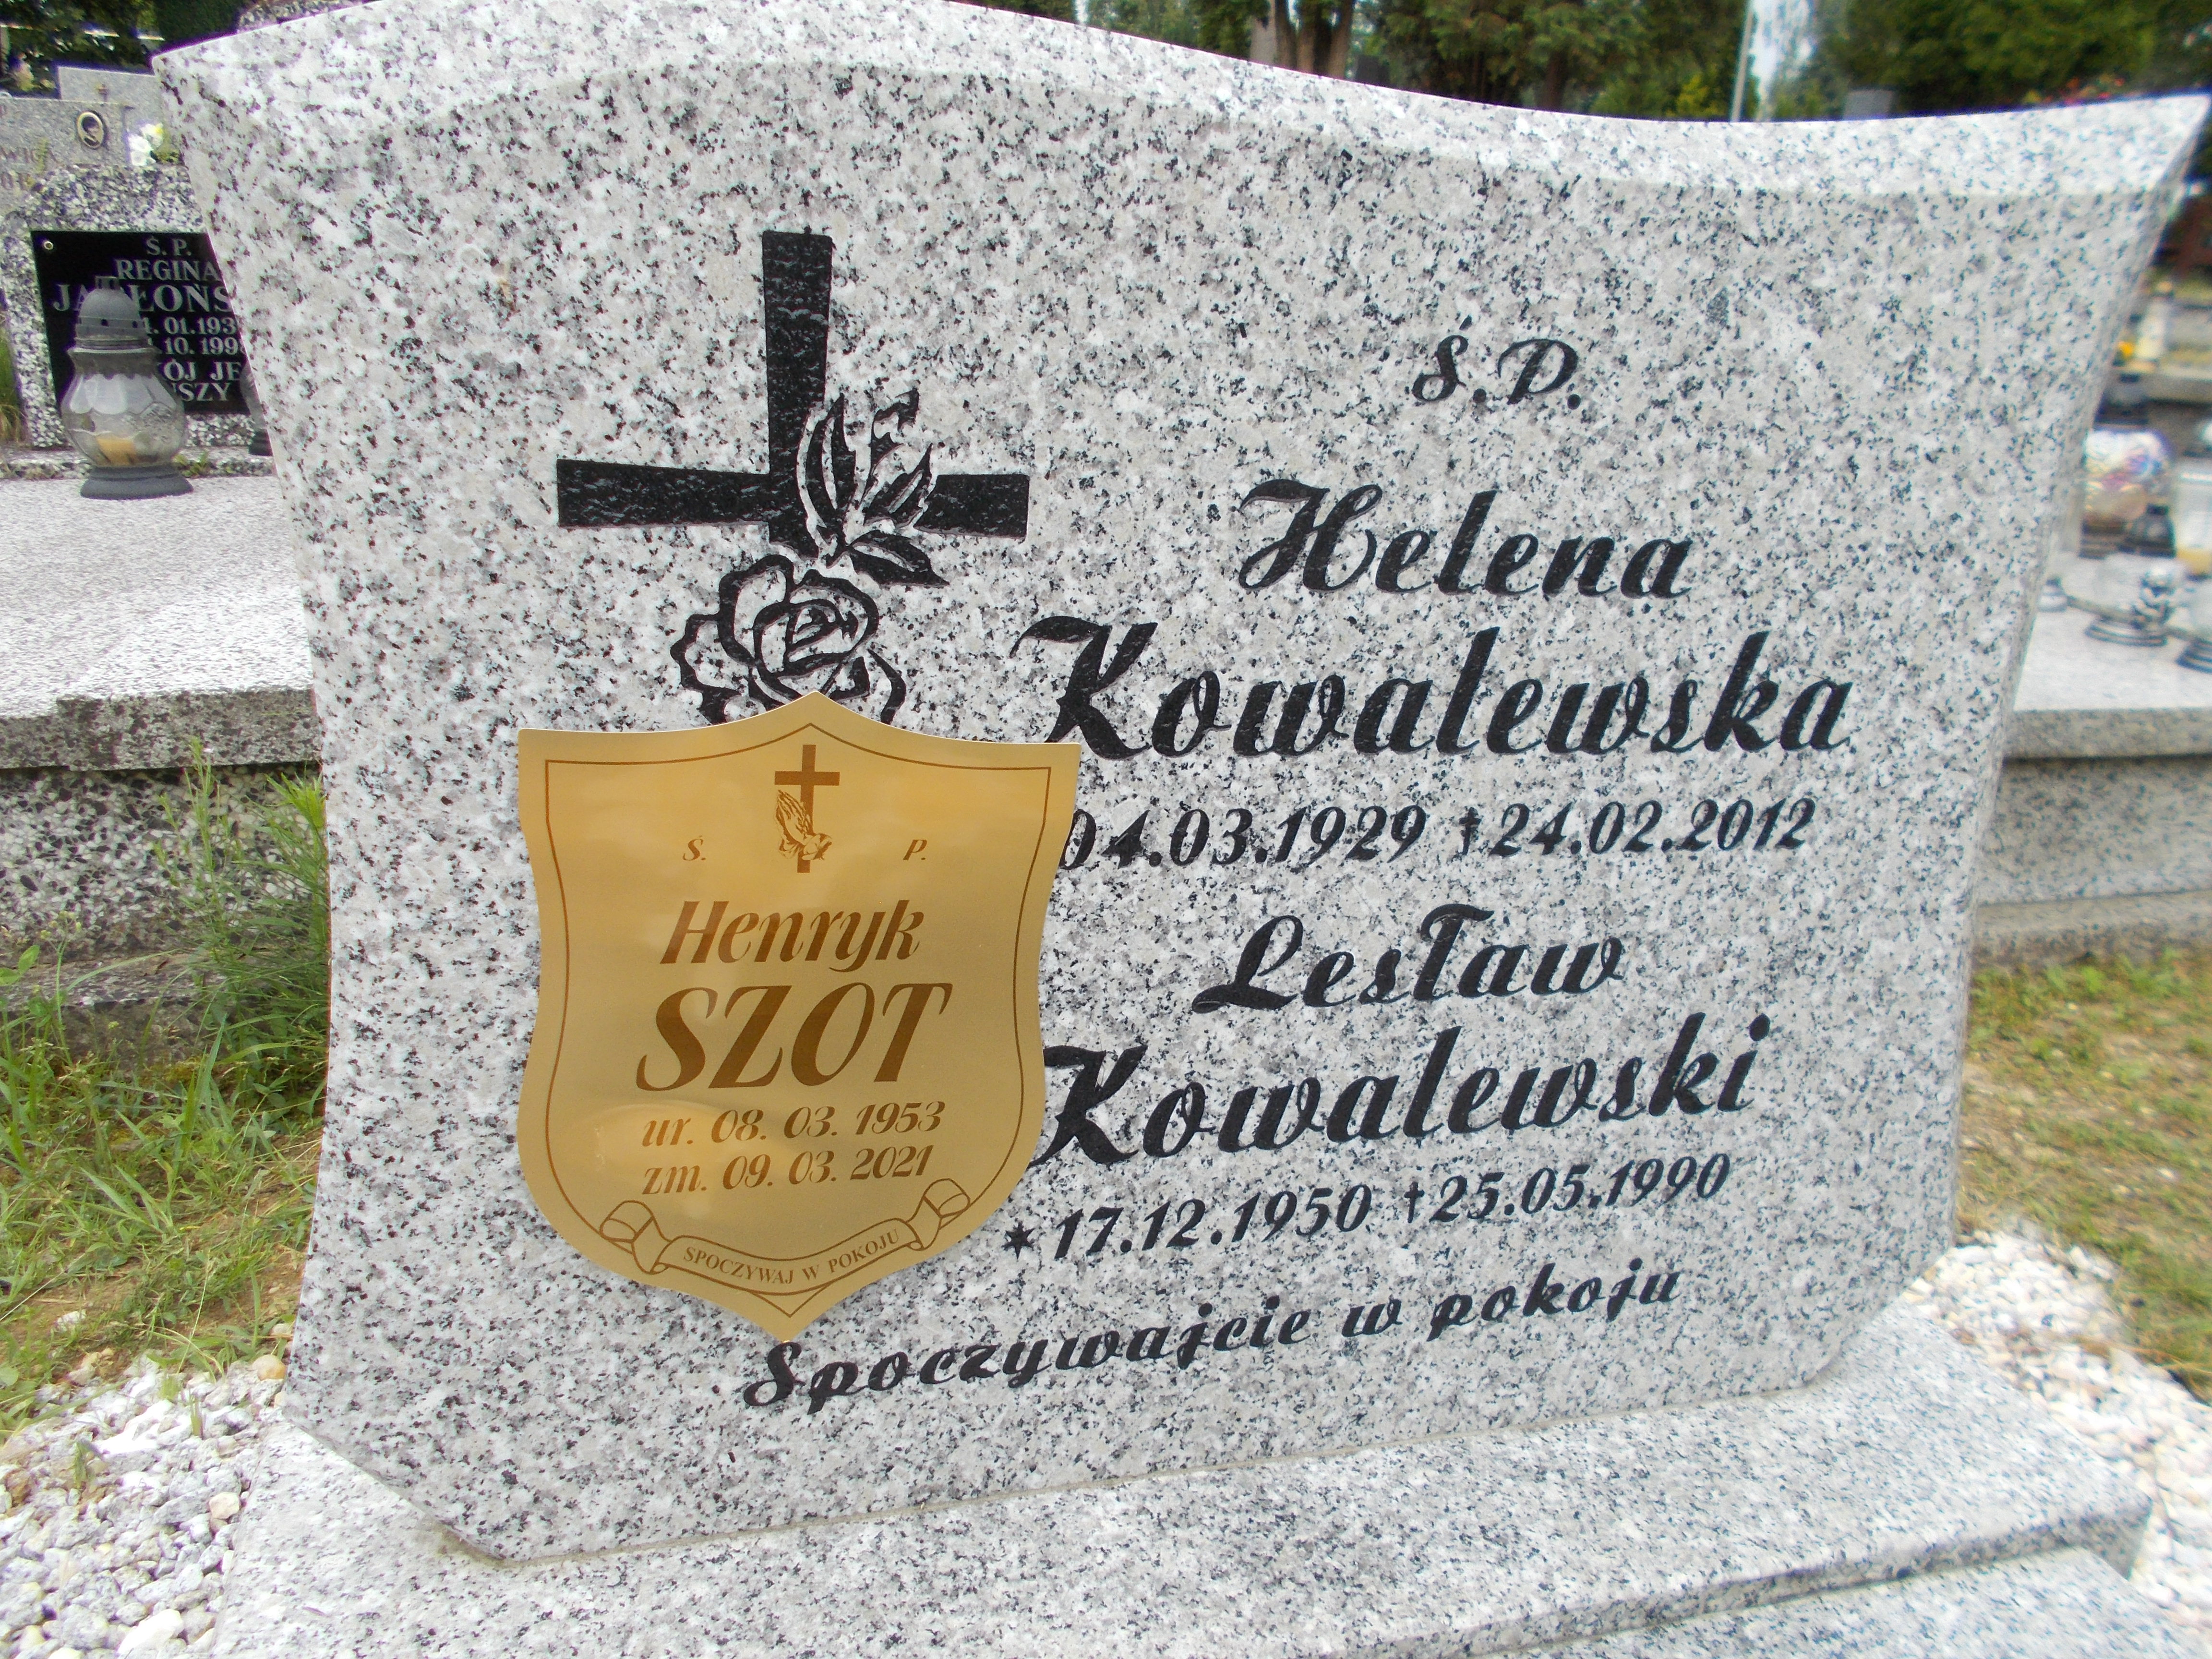 Ś.P.
Helena
Kowalewska
04.03.1929 †24.02.2012
Lesław
Kowalewski
*17.12.1950 †25.05.1990
Spoczywajcie w pokoju
Ś. P.
Henryk
SZOT
ur. 08. 03. 1953
zm. 09. 03. 2021
SPOCZYWAJ W POKOJU
Ś. P.
REGINA